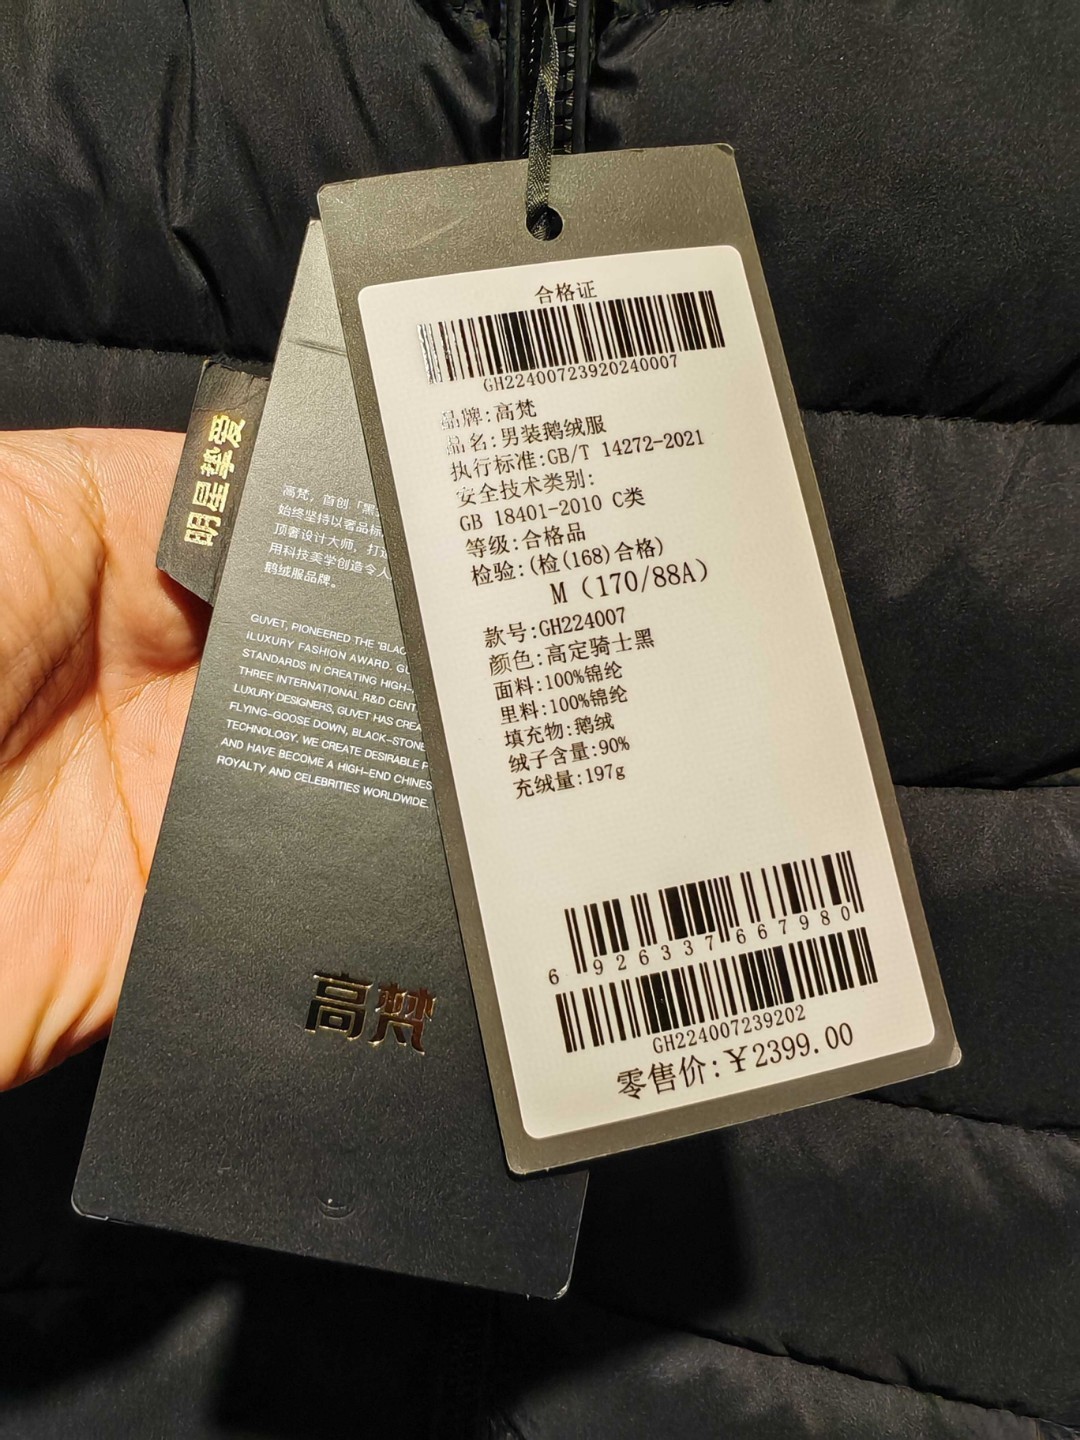 合格证
GH22400723920240007
品牌:高梵
品名:男装鹅绒服
执行标准:GB/T 14272-2021
安全技术类别:
GB 18401-2010 C类
等级:合格品
检验:(检(168)合格)
M（170/88A）
款号:GH224007
颜色:高定骑士黑
面料:100%锦纶
里料:100%锦纶
填充物:鹅绒
绒子含量:90%
充绒量:197g
6 926337 667980
GH224007239202
零售价:￥2399.00
明星挚爱
高梵，首创「黑
始终坚持以奢品标
顶奢设计大师，打造
用科技美学创造令人
鹅绒服品牌。
GUVET, PIONEERED THE "BLAC
iLUXURY FASHION AWARD. GU
STANDARDS IN CREATING HIGH-
THREE INTERNATIONAL R&D CENT
LUXURY DESIGNERS, GUVET HAS CREA
FLYING-GOOSE DOWN, BLACK-STONE
TECHNOLOGY. WE CREATE DESIRABLE
AND HAVE BECOME A HIGH-END CHINES
ROYALTY AND CELEBRITIES WORLDWIDE.
高梵